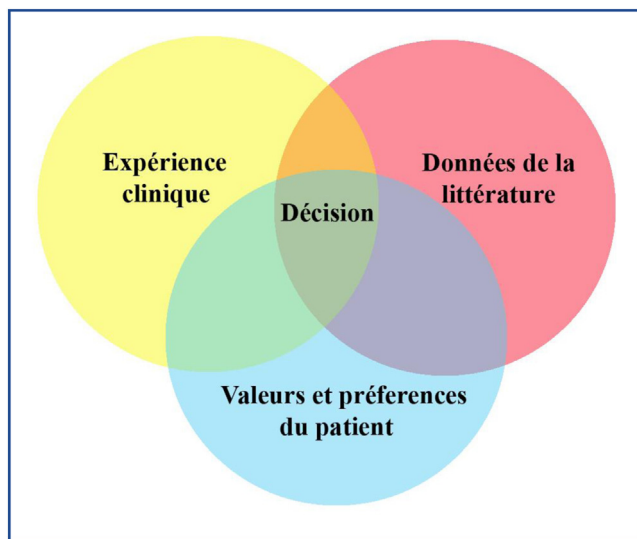 Expérience
clinique
Données de la
littérature
Décision
Valeurs et préferences
du patient